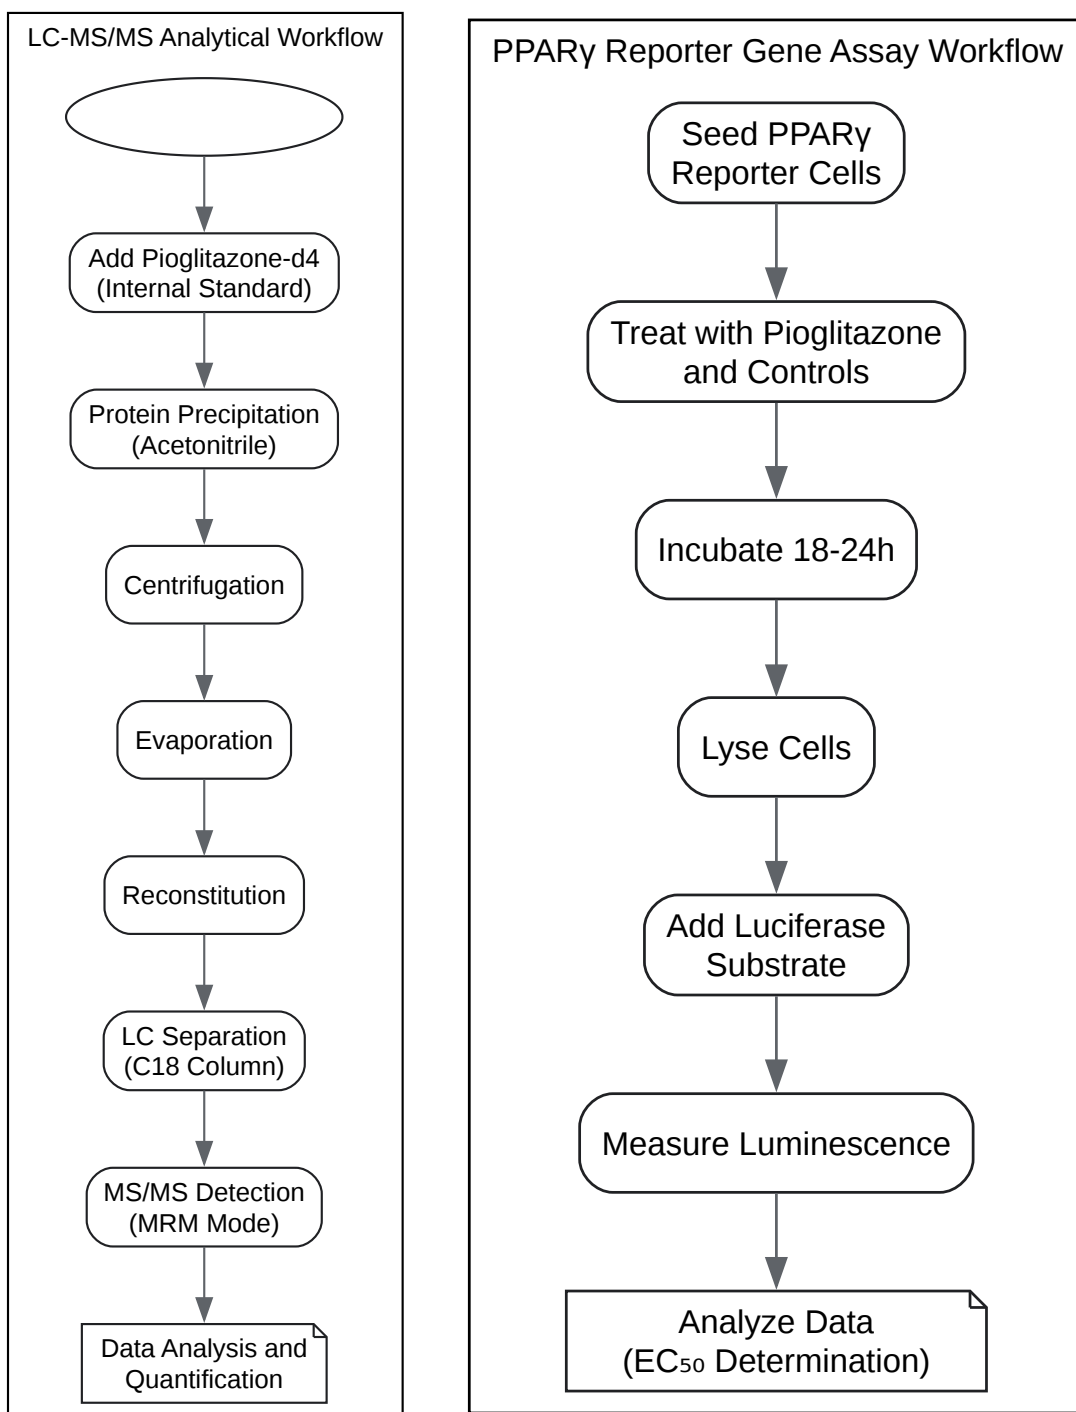 LC-MS/MS Analytical Workflow
Add Pioglitazone-d4
(Internal Standard)
Protein Precipitation
(Acetonitrile)
Centrifugation
Evaporation
Reconstitution
LC Separation
(C18 Column)
MS/MS Detection
(MRM Mode)
Data Analysis and
Quantification
PPARγ Reporter Gene Assay Workflow
Seed PPARγ
Reporter Cells
Treat with Pioglitazone
and Controls
Incubate 18-24h
Lyse Cells
Add Luciferase
Substrate
Measure Luminescence
Analyze Data
(EC₅₀ Determination)